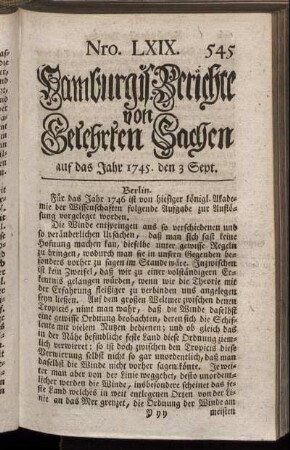 Nro. LXIX. 545
Hamburgis. Berichte
von
Gelehrten Sachen
auf das Jahr 1745. den 3 Sept.
Berlin.
Für das Jahr 1746 ist von hiesiger königl. Akade-
mie der Wissenschaften folgende Aufgabe zur Auflö-
sung vorgeleget worden.
Die Winde entspringen aus so verschiedenen und
so veränderlichen Ursachen, daß man sich fast keine
Hofnung machen kan, dieselbe unter gewisse Regeln
zu bringen, wodurch man sie in unsern Gegenden be-
sonders vorher zu sagen im Stande wäre. Inzwischen
ist kein Zweifel, daß wir zu einer vollständigern Er-
kentnis gelangen würden, wenn wie die Theorie mit
der Erfahrung fleißiger zu verbinden uns angelegen
seyn liessen. Auf dem großen Weltmer zwischen denen
Tropicis, nimt man wahr, daß die Winde daselbst
eine gewisse Ordnung beobachten, deren sich die Schif-
leute mit vielem Nutzen bedienen; und ob gleich das
in der Nähe befindliche feste Land diese Ordnung ziem-
lich verwirret: so ist doch zwischen den Tropicis diese
Verwierung selbst nicht so gar unordentlich, daß man
daselbst die Winde nicht vorher sagen könte. Je wei-
ter man aber von der Linie weggehet, desto unordent-
licher werden die Winde, insbesondere scheinet das fe-
ste Land welches in weit entlegenen Orten von der Li-
nie an das Mer grenzet, die Ordnung der Winde am
Yyy meisten